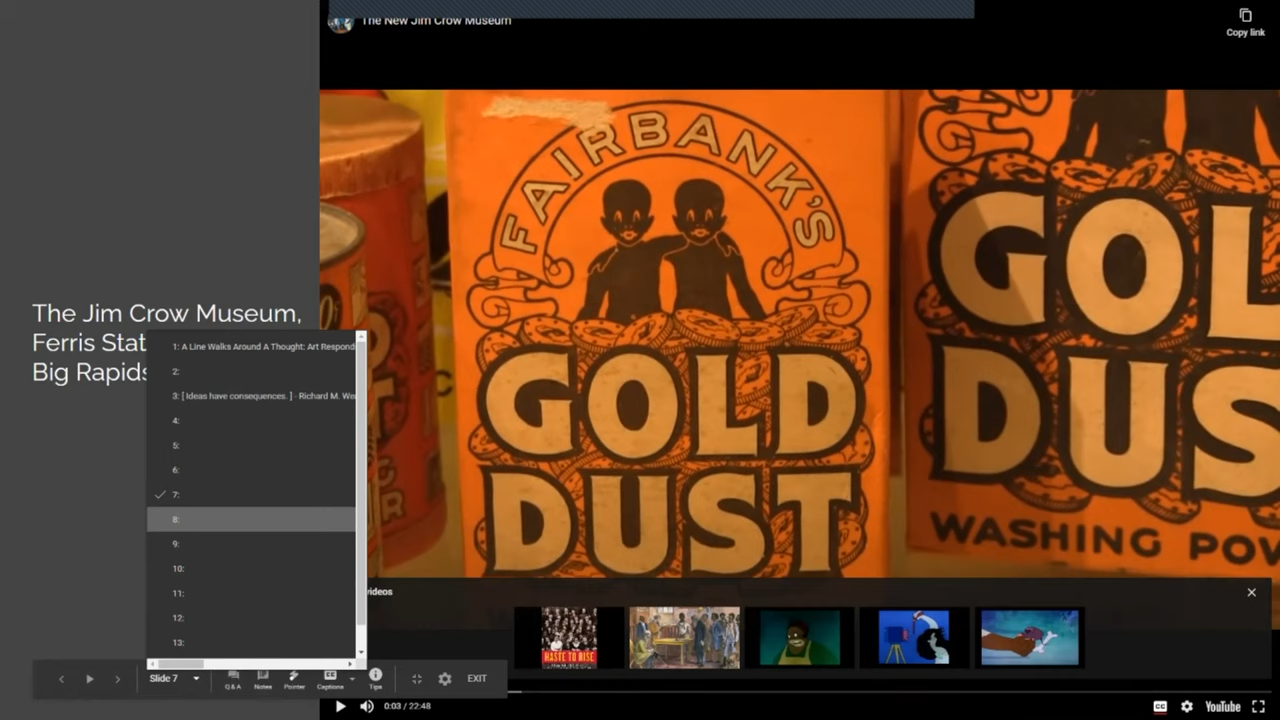 The New Jim Crow Museum
Copy link
FAIRBANK'S
GOLD
DUST
GOL
DUS
WASHING POW
The Jim Crow Museum,
Ferris Stat
Big Rapids
1: A Line Walks Around A Thought: Art Respond
2:
3: [ Ideas have consequences. ] - Richard M. We
4:
5:
6:
7:
8:
9:
10:
11:
12:
13:
videos
HASTE TO RISE
Slide 7
Q & A
Notes
Pointer
Captions
Tips
EXIT
0:03 / 22:48
CC
YouTube